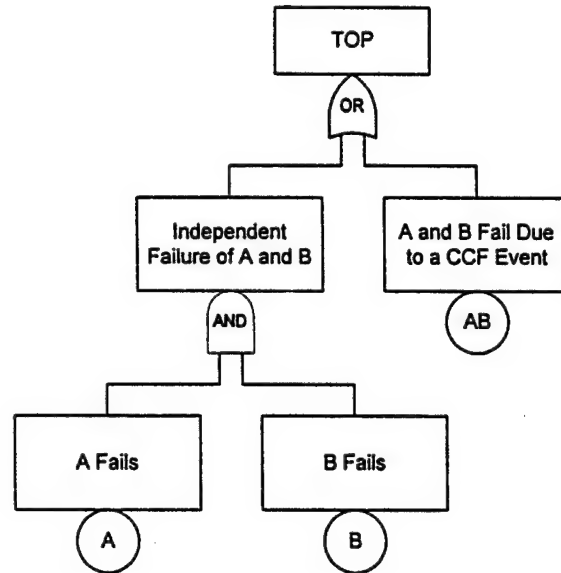 TOP
OR
Independent
Failure of A and B
A and B Fail Due
to a CCF Event
AND
AB
A Fails
B Fails
A
B